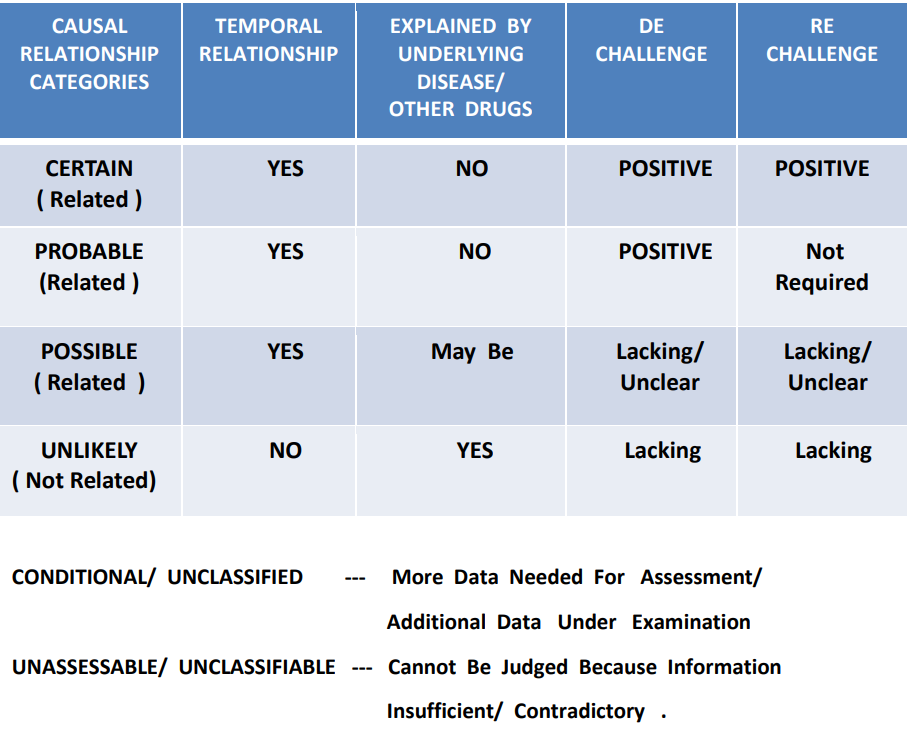 CAUSAL
RELATIONSHIP
CATEGORIES
TEMPORAL
RELATIONSHIP
EXPLAINED BY
UNDERLYING
DISEASE/
OTHER DRUGS
DE
CHALLENGE
RE
CHALLENGE
CERTAIN
( Related )
YES
NO
POSITIVE
POSITIVE
PROBABLE
(Related )
YES
NO
POSITIVE
Not
Required
POSSIBLE
( Related )
YES
May Be
Lacking/
Unclear
Lacking/
Unclear
UNLIKELY
( Not Related)
NO
YES
Lacking
Lacking
CONDITIONAL/ UNCLASSIFIED --- More Data Needed For Assessment/
Additional Data Under Examination
UNASSESSABLE/ UNCLASSIFIABLE --- Cannot Be Judged Because Information
Insufficient/ Contradictory .